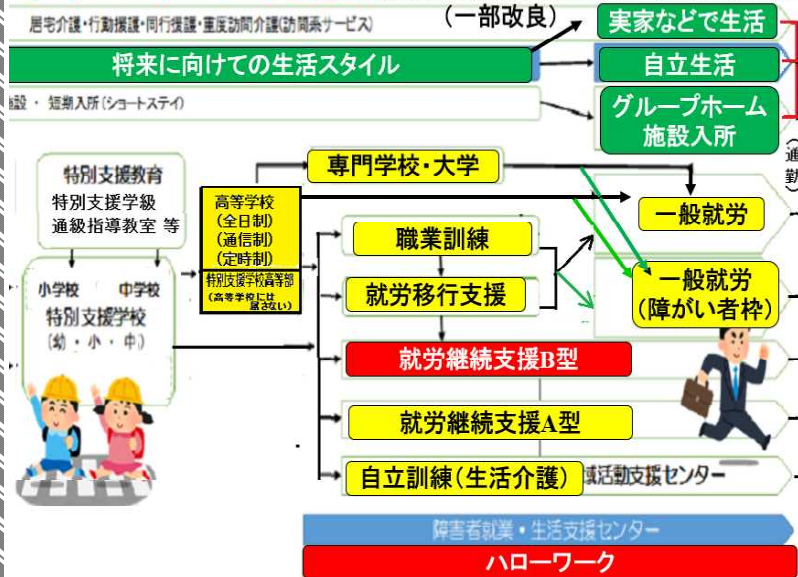 (一部改良)
居宅介護・行動援護・同行援護・重度訪問介護(訪問系サービス)
実家などで生活
将来に向けての生活スタイル
自立生活
設 ・ 短期入所(ショートステイ)
グループホーム
施設入所
(通勤
特別支援教育
特別支援学級
通級指導教室 等
専門学校・大学
高等学校
(全日制)
(通信制)
(定時制)
特別支援学校高等部
(高等学校には
属さない)
一般就労
職業訓練
小学校 中学校
特別支援学校
(幼・小・中)
就労移行支援
一般就労
(障がい者枠)
就労継続支援B型
就労継続支援A型
自立訓練(生活介護)
域活動支援センター
障害者就業・生活支援センター
ハローワーク